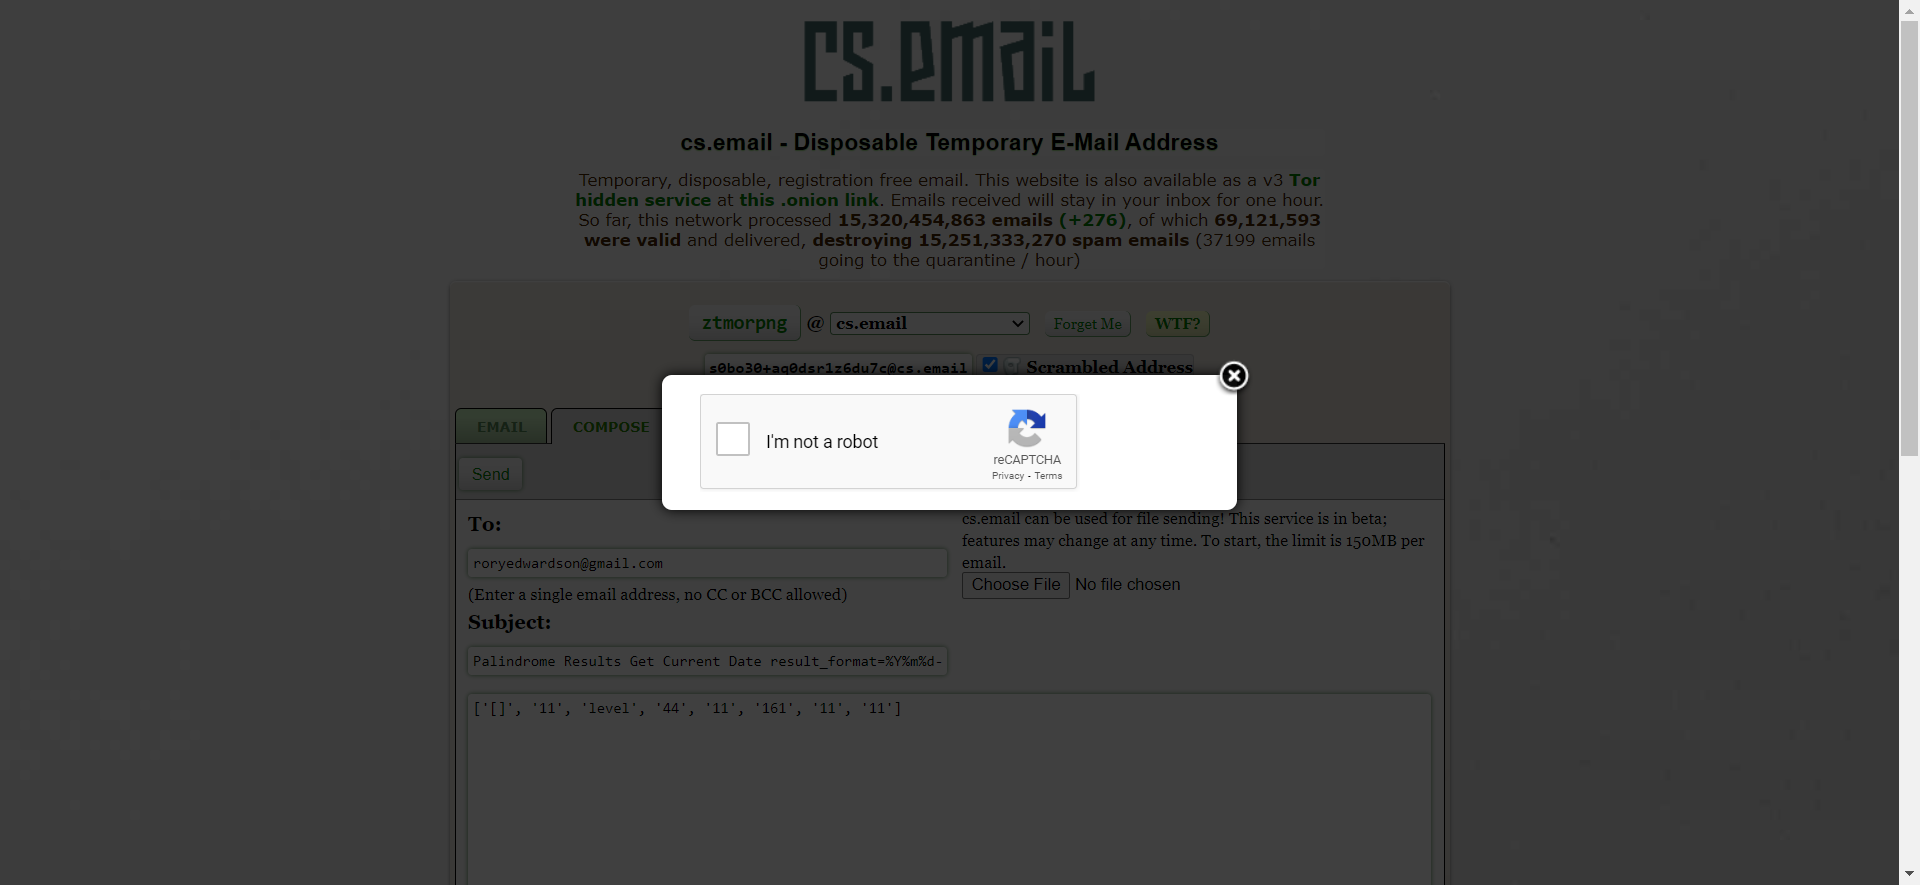 cs.email
cs.email - Disposable Temporary E-Mail Address
Temporary, disposable, registration free email. This website is also available as a v3 Tor
hidden service at this .onion link. Emails received will stay in your inbox for one hour.
So far, this network processed 15,320,454,863 emails (+276), of which 69,121,593
were valid and delivered, destroying 15,251,333,270 spam emails (37199 emails
going to the quarantine / hour)
ztmorpng @ cs.email Forget Me WTF?
s0bo30+aq0dsr1z6du7c@cs.email Scrambled Address
EMAIL COMPOSE
I'm not a robot
reCAPTCHA
Privacy - Terms
Send
To:
roryedwardson@gmail.com
(Enter a single email address, no CC or BCC allowed)
Subject:
Palindrome Results Get Current Date result_format=%Y%m%d-
cs.email can be used for file sending! This service is in beta;
features may change at any time. To start, the limit is 150MB per
email.
Choose File No file chosen
['[]', '11', 'level', '44', '11', '161', '11', '11']